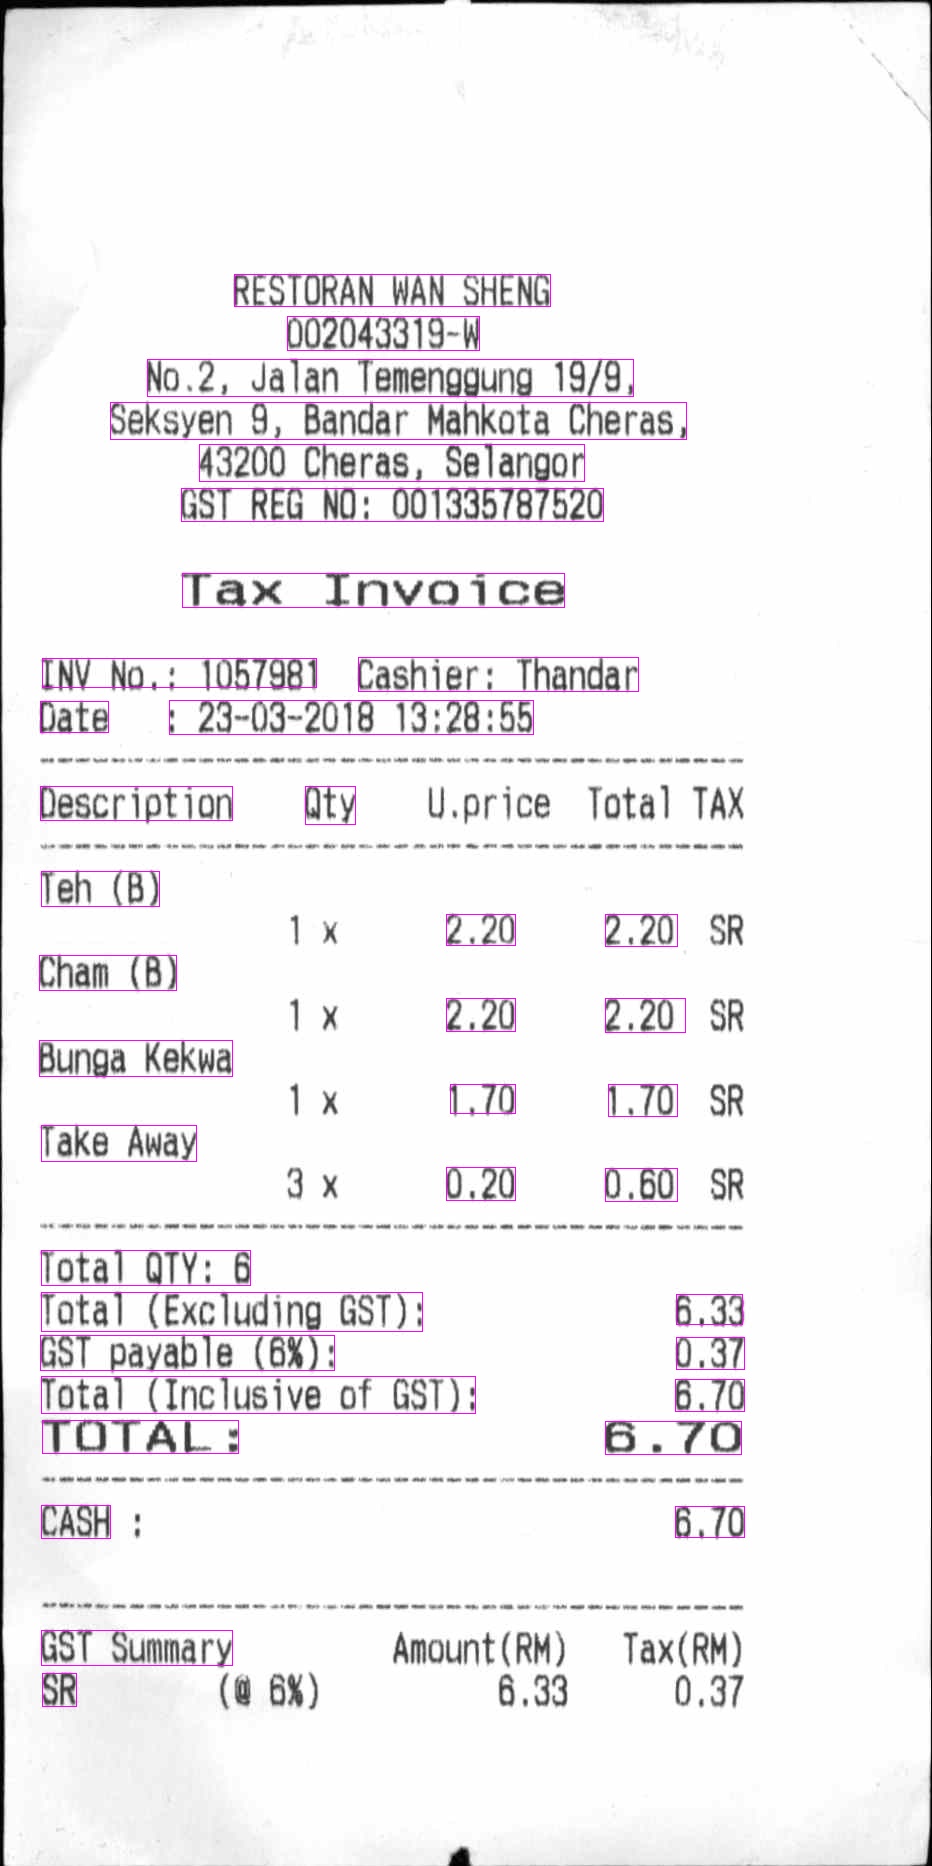 RESTORAN WAN SHENG
002043319-W
No.2, Jalan Temenggung 19/9,
Seksyen 9, Bandar Mahkota Cheras,
43200 Cheras, Selangor
GST REG NO: 001335787520
Tax Invoice
INV No.: 1057981 Cashier: Thandar
Date : 23-03-2018 13:28:55
Description Qty U.price Total TAX
Teh (B)
1 x 2.20 2.20 SR
Cham (B)
1 x 2.20 2.20 SR
Bunga Kekwa
1 x 1.70 1.70 SR
Take Away
3 x 0.20 0.60 SR
Total QTY: 6
Total (Excluding GST): 6.33
GST payable (6%): 0.37
Total (Inclusive of GST): 6.70
TOTAL: 6.70
CASH : 6.70
GST Summary Amount(RM) Tax(RM)
SR (@ 6%) 6.33 0.37